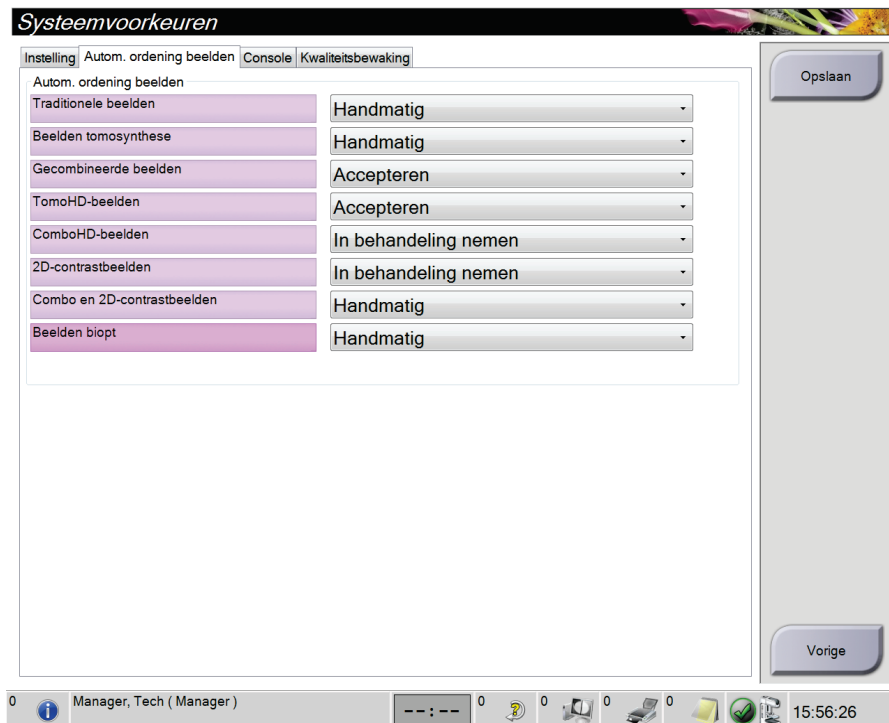 Systeemvoorkeuren
Instelling Autom. ordening beelden Console Kwaliteitsbewaking
Opslaan
Autom. ordening beelden
Traditionele beelden Handmatig
Beelden tomosynthese Handmatig
Gecombineerde beelden Accepteren
TomoHD-beelden Accepteren
ComboHD-beelden In behandeling nemen
2D-contrastbeelden In behandeling nemen
Combo en 2D-contrastbeelden Handmatig
Beelden biopt Handmatig
Vorige
0 Manager, Tech ( Manager ) --:-- 0 0 0 0 15:56:26